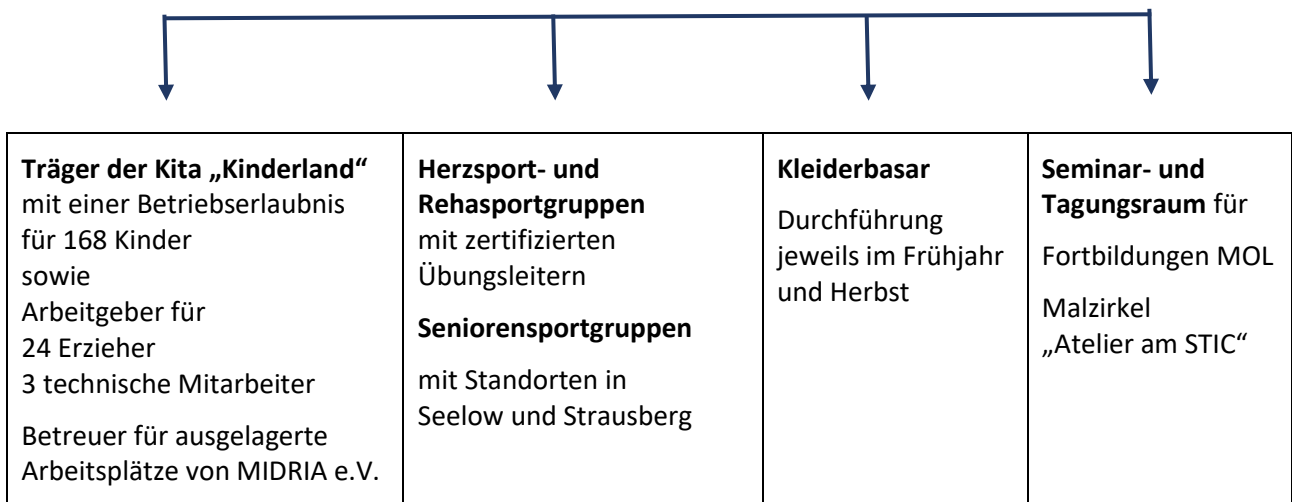 Träger der Kita „Kinderland“
mit einer Betriebserlaubnis
für 168 Kinder
sowie
Arbeitgeber für
24 Erzieher
3 technische Mitarbeiter
Betreuer für ausgelagerte
Arbeitsplätze von MIDRIA e.V.
Herzsport- und
Rehasportgruppen
mit zertifizierten
Übungsleitern
Seniorensportgruppen
mit Standorten in
Seelow und Strausberg
Kleiderbasar
Durchführung
jeweils im Frühjahr
und Herbst
Seminar- und
Tagungsraum für
Fortbildungen MOL
Malzirkel
„Atelier am STIC“